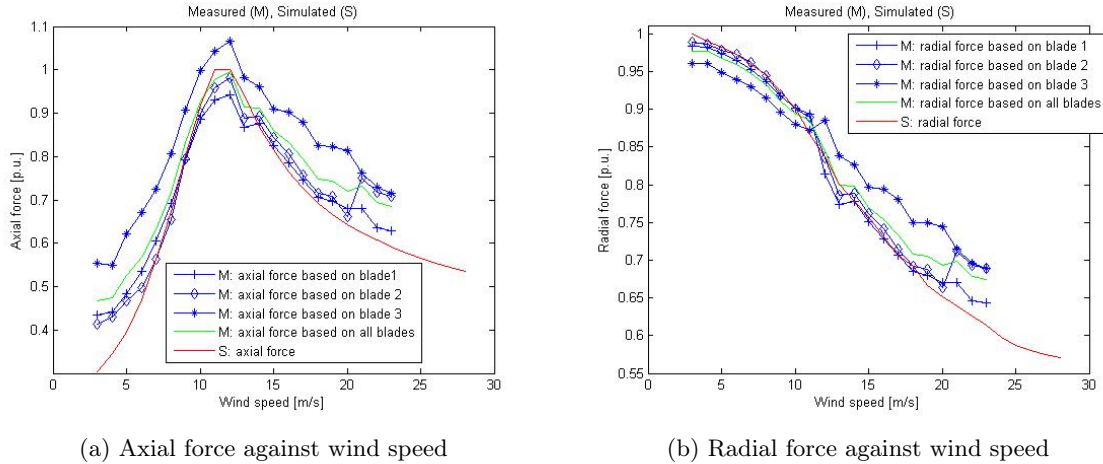 Measured (M), Simulated (S)
1.1
1
0.9
0.8
0.7
0.6
0.5
0.4
Axial force [p.u.]
M: axial force based on blade1
M: axial force based on blade 2
M: axial force based on blade 3
M: axial force based on all blades
S: axial force
0 5 10 15 20 25 30
Wind speed [m/s]
(a) Axial force against wind speed
Measured (M), Simulated (S)
1
0.95
0.9
0.85
0.8
0.75
0.7
0.65
0.6
0.55
Radial force [p.u.]
M: radial force based on blade 1
M: radial force based on blade 2
M: radial force based on blade 3
M: radial force based on all blades
S: radial force
0 5 10 15 20 25 30
Wind speed [m/s]
(b) Radial force against wind speed